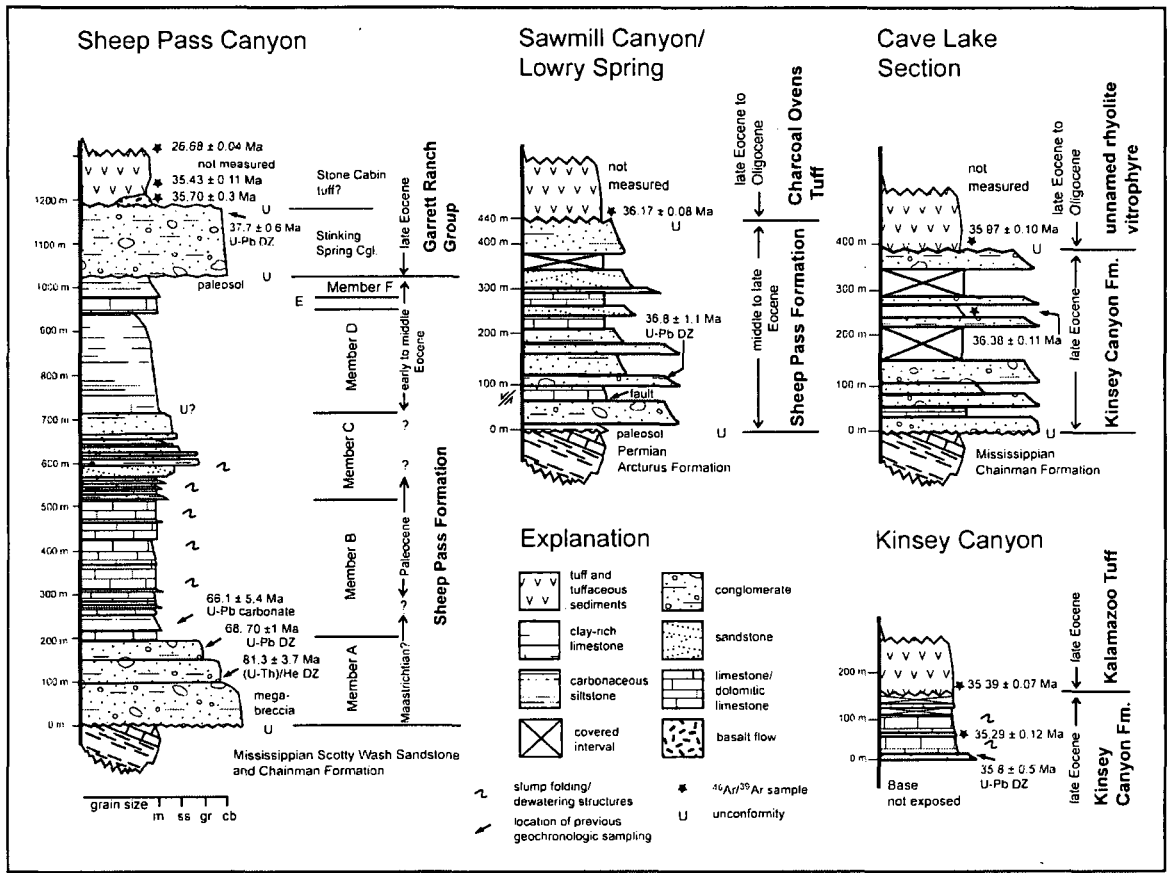 Sheep Pass Canyon
26.68 ± 0.04 Ma
not measured
35.43 ± 0.11 Ma
35.70 ± 0.3 Ma
U
37.7 ± 0.6 Ma
U-Pb DZ
U
paleosol
Stone Cabin
tuff?
Stinking
Spring Cgl.
late Eocene
Garrett Ranch
Group
1200 m
1100 m
1000 m
900 m
800 m
700 m
600 m
500 m
400 m
300 m
200 m
100 m
0 m
Member F
E
Member D
early to middle
Eocene
U?
Member C
?
?
Member B
Paleocene
?
Sheep Pass Formation
66.1 ± 5.4 Ma
U-Pb carbonate
68.70 ±1 Ma
U-Pb DZ
81.3 ± 3.7 Ma
(U-Th)/He DZ
mega-
breccia
U
Member A
Maastrichtian?
Mississippian Scotty Wash Sandstone
and Chainman Formation
grain size
m ss gr cb
Sawmill Canyon/
Lowry Spring
not
measured
36.17 ± 0.08 Ma
U
late Eocene to
Oligocene
Charcoal Ovens
Tuff
440 m
400 m
300 m
200 m
100 m
0 m
36.8 ± 1.1 Ma
U-Pb DZ
fault
middle to late
Eocene
Sheep Pass Formation
paleosol
U
Permian
Arcturus Formation
Cave Lake
Section
not
measured
35.97 ± 0.10 Ma
U
late Eocene to
Oligocene
unnamed rhyolite
vitrophyre
400 m
300 m
200 m
100 m
0 m
36.38 ± 0.11 Ma
late Eocene
Kinsey Canyon Fm.
U
Mississippian
Chainman Formation
Explanation
tuff and
tuffaceous
sediments
conglomerate
clay-rich
limestone
sandstone
carbonaceous
siltstone
limestone/
dolomitic
limestone
covered
interval
basalt flow
slump folding/
dewatering structures
40Ar/39Ar sample
location of previous
geochronologic sampling
U
unconformity
Kinsey Canyon
200 m
100 m
0 m
35.39 ± 0.07 Ma
35.29 ± 0.12 Ma
35.8 ± 0.5 Ma
U-Pb DZ
Base
not exposed
late Eocene
Kalamazoo Tuff
late Eocene
Kinsey
Canyon Fm.